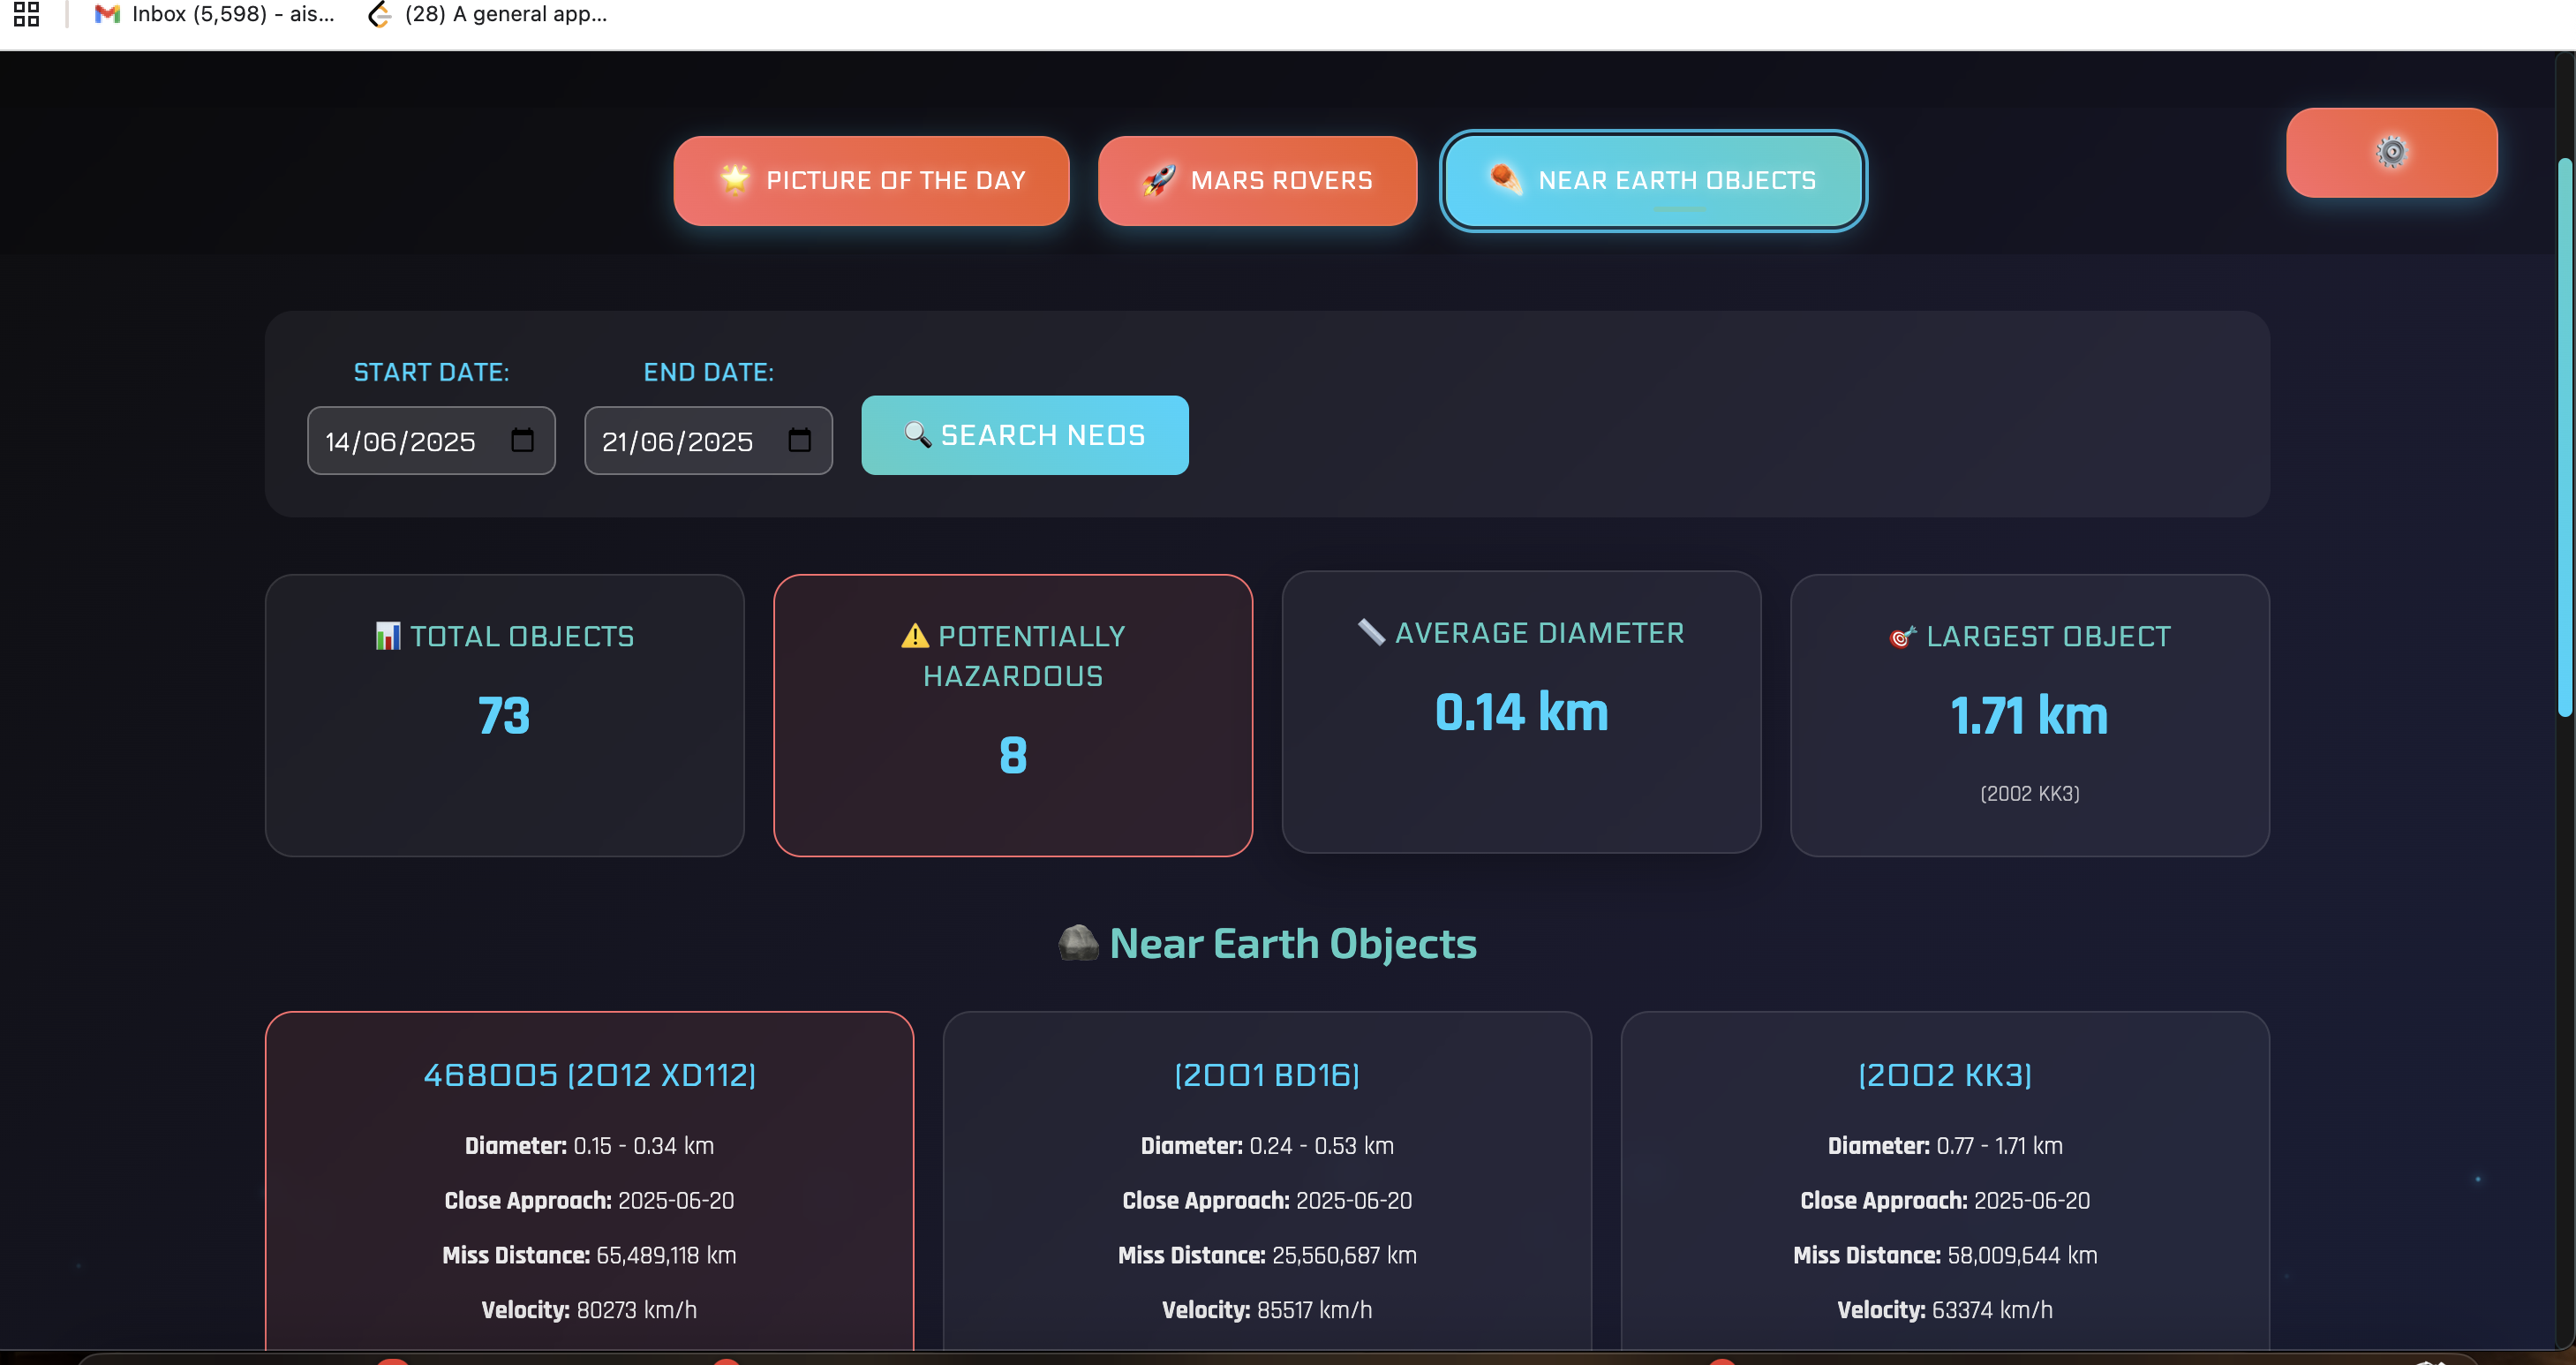 Inbox (5,598) - ais... (28) A general app...
PICTURE OF THE DAY MARS ROVERS NEAR EARTH OBJECTS
START DATE: END DATE:
14/06/2025 21/06/2025 SEARCH NEOS
TOTAL OBJECTS
73
POTENTIALLY
HAZARDOUS
8
AVERAGE DIAMETER
0.14 km
LARGEST OBJECT
1.71 km
(2002 KK3)
Near Earth Objects
468005 (2012 XD112)
Diameter: 0.15 - 0.34 km
Close Approach: 2025-06-20
Miss Distance: 65,489,118 km
Velocity: 80273 km/h
(2001 BD16)
Diameter: 0.24 - 0.53 km
Close Approach: 2025-06-20
Miss Distance: 25,560,687 km
Velocity: 85517 km/h
(2002 KK3)
Diameter: 0.77 - 1.71 km
Close Approach: 2025-06-20
Miss Distance: 58,009,644 km
Velocity: 63374 km/h